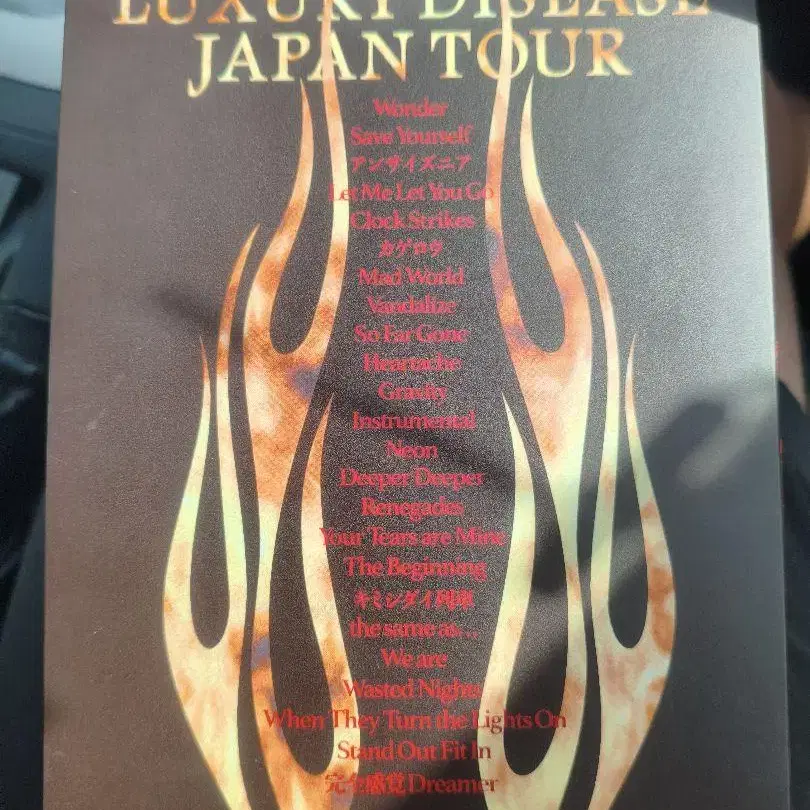 LUXURY DISEASE
JAPAN TOUR
Wonder
Save Yourself
アンサイズニア
Let Me Let You Go
Clock Strikes
カゲロウ
Mad World
Vandalize
So Far Gone
Heartache
Gravity
Instrumental
Neon
Deeper Deeper
Renegades
Your Tears are Mine
The Beginning
キミシダイ列車
the same as...
We are
Wasted Nights
When They Turn the Lights On
Stand Out Fit In
完全感覚Dreamer